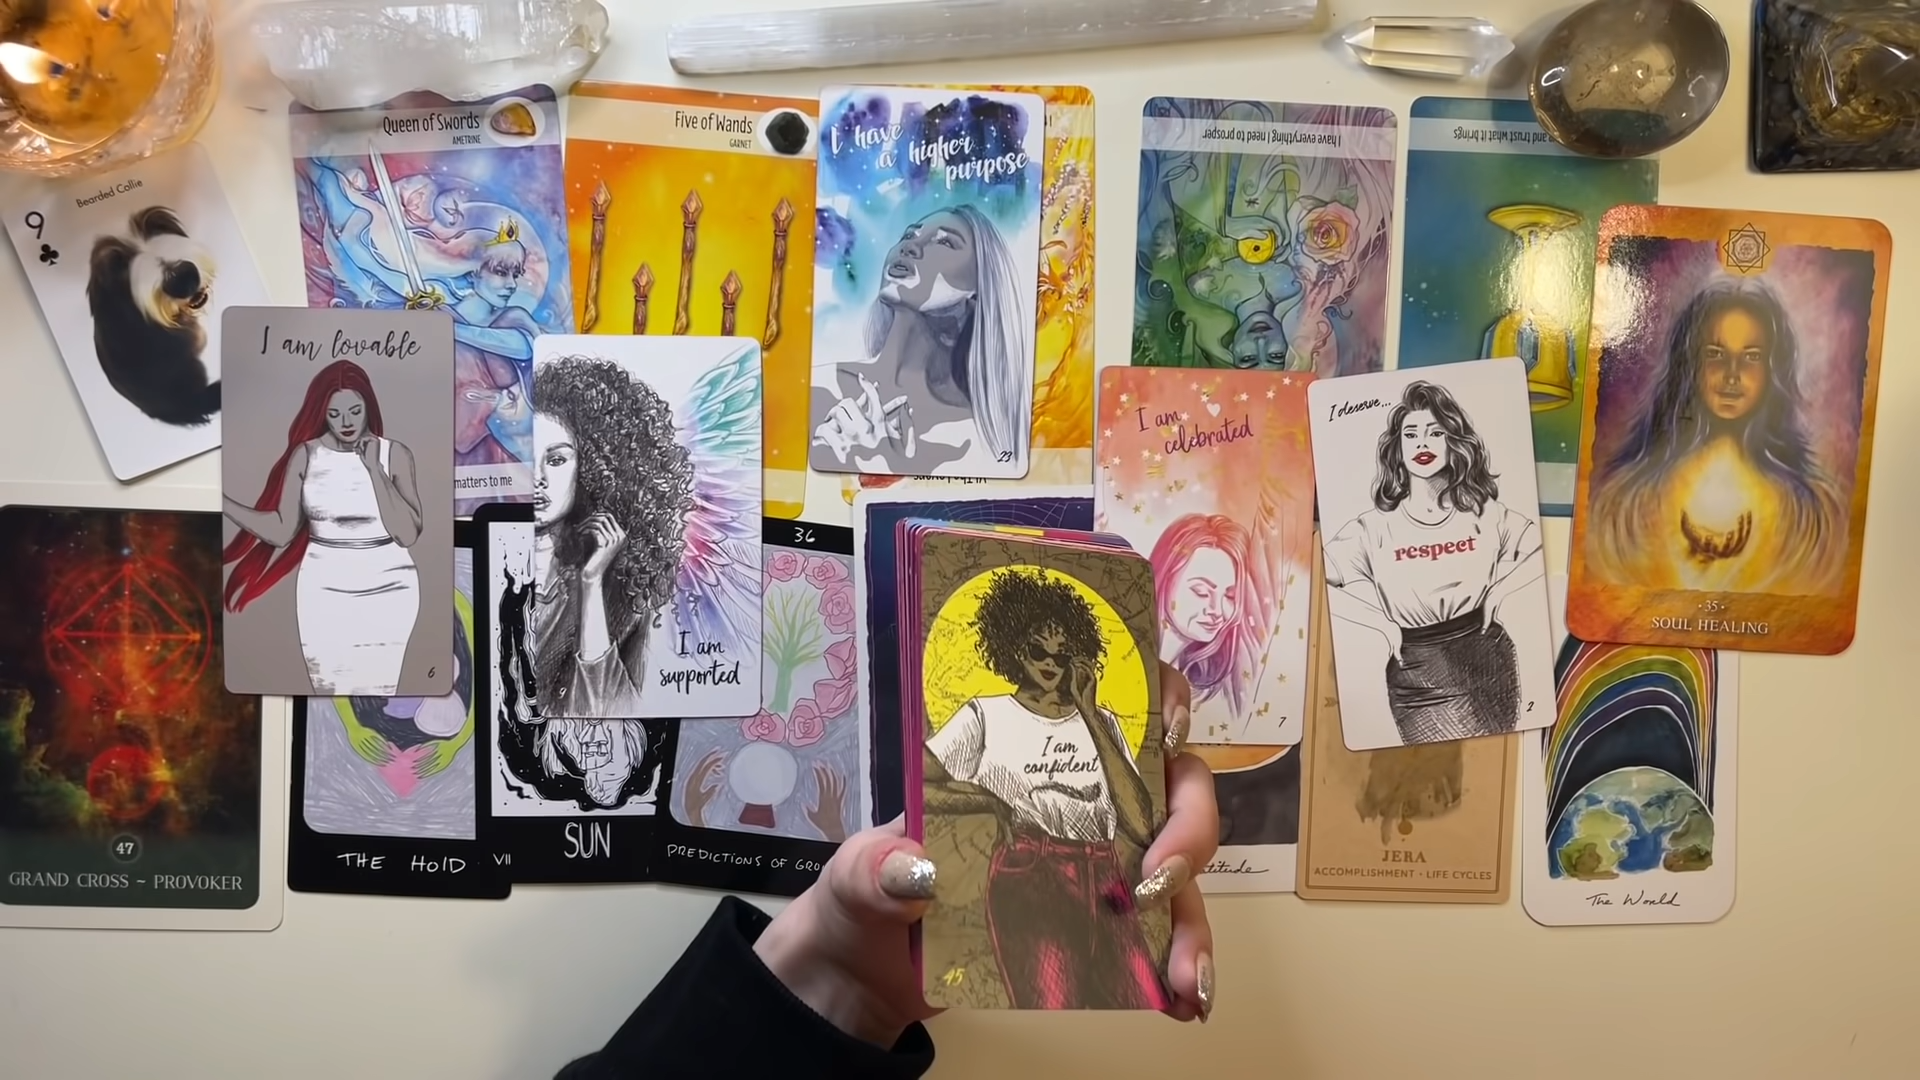 Queen of Swords
AMETRINE
matters to me
Five of Wands
GARNET
I have
a higher
purpose
23
I have everything I need to prosper
and trust what it brings
9
Bearded Collie
I am lovable
6
I am
supported
9
36
I am
celebrated
7
I deserve...
respect
2
35
SOUL HEALING
47
GRAND CROSS ~ PROVOKER
THE HOLD
VII
SUN
PREDICTIONS OF
I am
confident
45
JERA
ACCOMPLISHMENT • LIFE CYCLES
The World